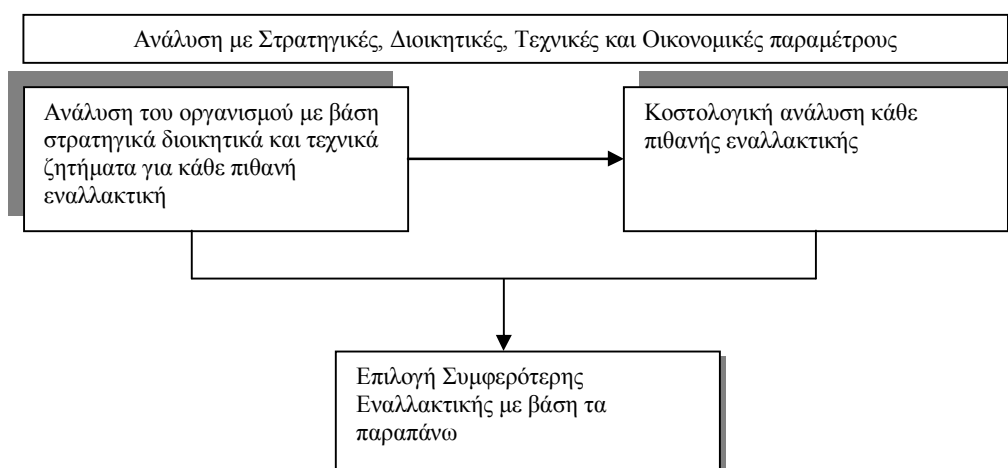 Ανάλυση με Στρατηγικές, Διοικητικές, Τεχνικές και Οικονομικές παραμέτρους
Ανάλυση του οργανισμού με βάση
στρατηγικά διοικητικά και τεχνικά
ζητήματα για κάθε πιθανή
εναλλακτική
Κοστολογική ανάλυση κάθε
πιθανής εναλλακτικής
Επιλογή Συμφερότερης
Εναλλακτικής με βάση τα
παραπάνω